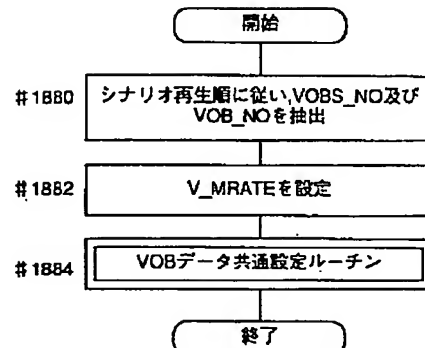 開始
#1880 シナリオ再生順に従い,VOBS_NO及び
VOB_NOを抽出
#1882 V_MRATEを設定
#1884 VOBデータ共通設定ルーチン
終了